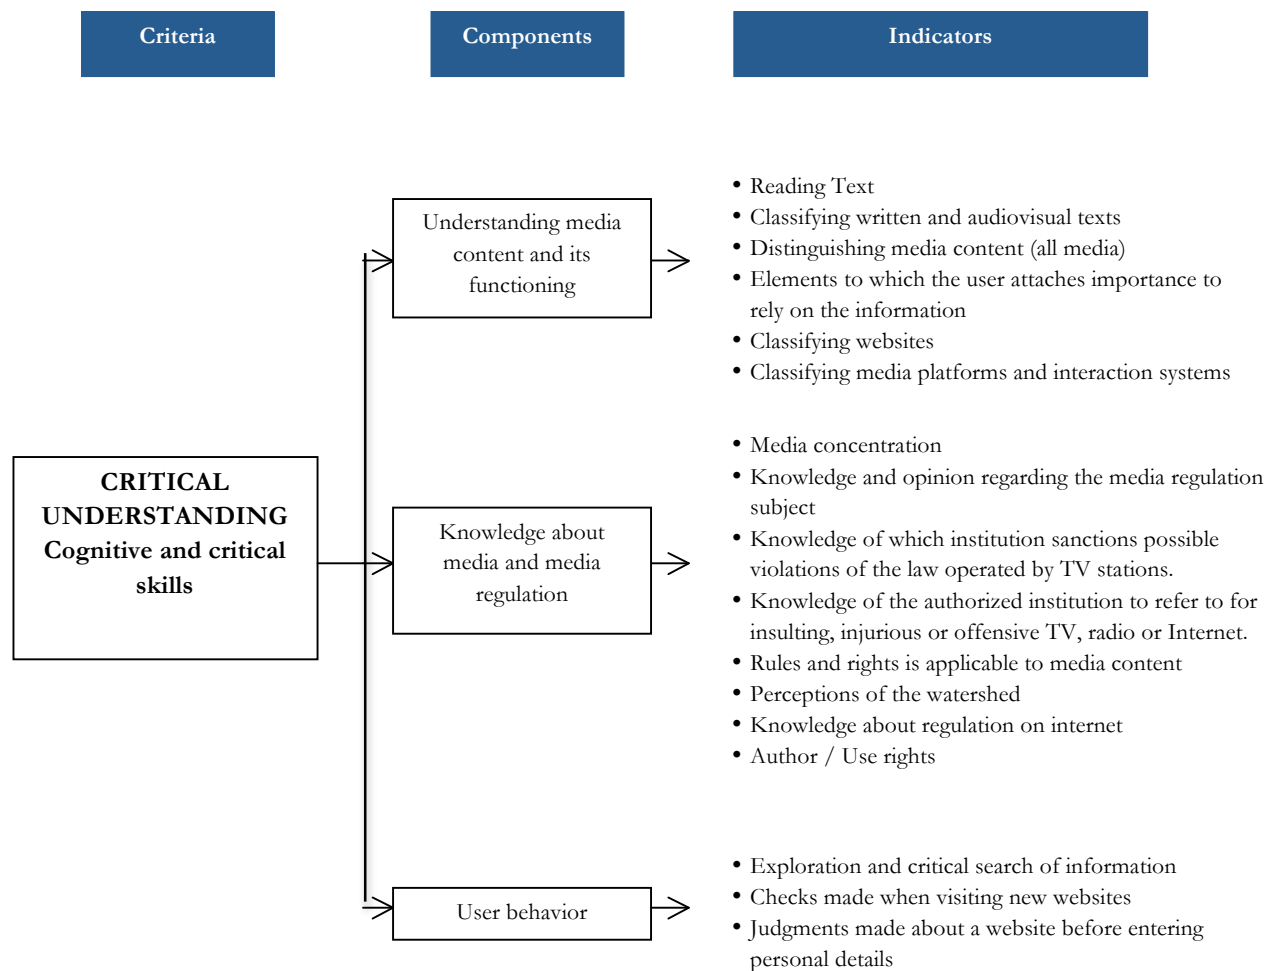 Criteria
Components
Indicators
CRITICAL
UNDERSTANDING
Cognitive and critical
skills
Understanding media
content and its
functioning
• Reading Text
• Classifying written and audiovisual texts
• Distinguishing media content (all media)
• Elements to which the user attaches importance to
rely on the information
• Classifying websites
• Classifying media platforms and interaction systems
Knowledge about
media and media
regulation
• Media concentration
• Knowledge and opinion regarding the media regulation
subject
• Knowledge of which institution sanctions possible
violations of the law operated by TV stations.
• Knowledge of the authorized institution to refer to for
insulting, injurious or offensive TV, radio or Internet.
• Rules and rights is applicable to media content
• Perceptions of the watershed
• Knowledge about regulation on internet
• Author / Use rights
User behavior
• Exploration and critical search of information
• Checks made when visiting new websites
• Judgments made about a website before entering
personal details